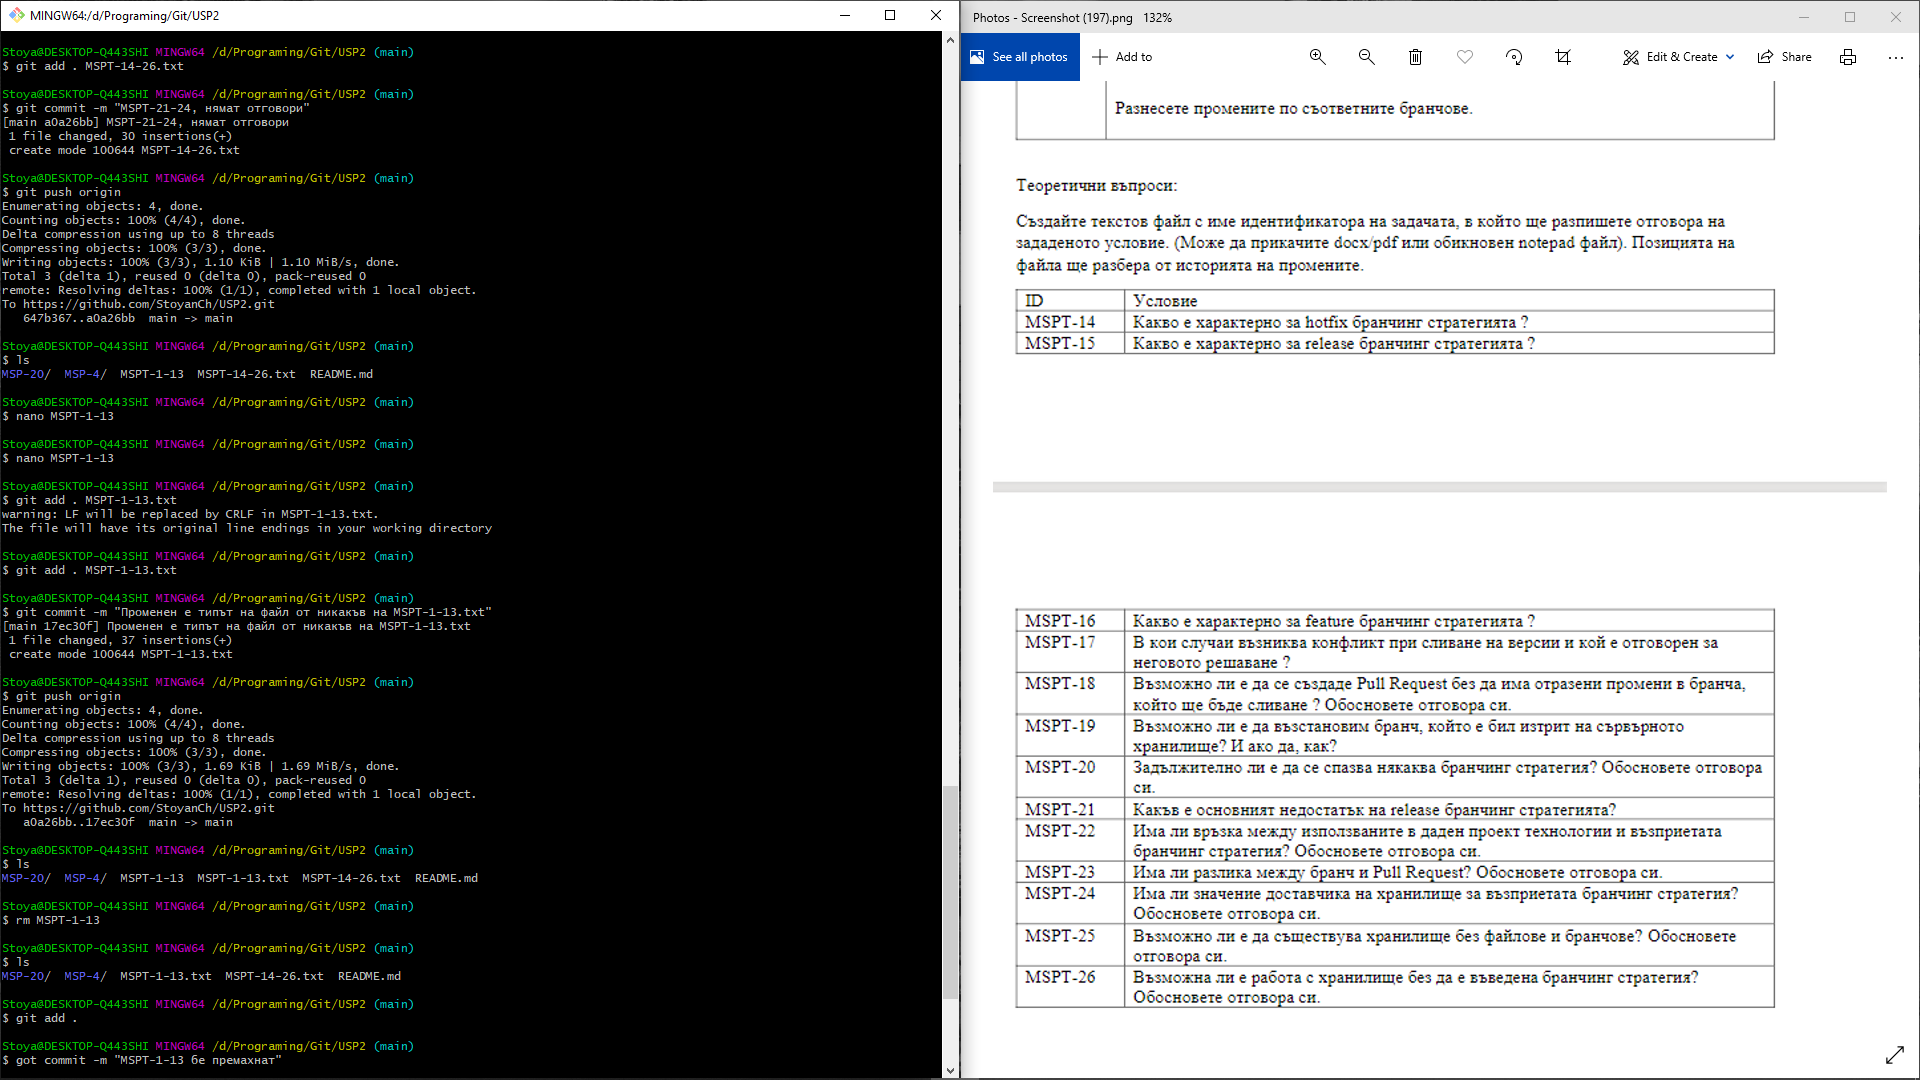 MINGW64:/d/Programing/Git/USP2
Stoya@DESKTOP-Q443SHI MINGW64 /d/Programing/Git/USP2 (main)
$ git add . MSPT-14-26.txt
Stoya@DESKTOP-Q443SHI MINGW64 /d/Programing/Git/USP2 (main)
$ git commit -m "MSPT-21-24, нямат отговори"
[main a0a26bb] MSPT-21-24, нямат отговори
1 file changed, 30 insertions(+)
create mode 100644 MSPT-14-26.txt
Stoya@DESKTOP-Q443SHI MINGW64 /d/Programing/Git/USP2 (main)
$ git push origin
Enumerating objects: 4, done.
Counting objects: 100% (4/4), done.
Delta compression using up to 8 threads
Compressing objects: 100% (3/3), done.
Writing objects: 100% (3/3), 1.10 KiB | 1.10 MiB/s, done.
Total 3 (delta 1), reused 0 (delta 0), pack-reused 0
remote: Resolving deltas: 100% (1/1), completed with 1 local object.
To https://github.com/StoyanCh/USP2.git
647b367..a0a26bb main -> main
Stoya@DESKTOP-Q443SHI MINGW64 /d/Programing/Git/USP2 (main)
$ ls
MSP-20/ MSP-4/ MSPT-1-13 MSPT-14-26.txt README.md
Stoya@DESKTOP-Q443SHI MINGW64 /d/Programing/Git/USP2 (main)
$ nano MSPT-1-13
Stoya@DESKTOP-Q443SHI MINGW64 /d/Programing/Git/USP2 (main)
$ nano MSPT-1-13
Stoya@DESKTOP-Q443SHI MINGW64 /d/Programing/Git/USP2 (main)
$ git add . MSPT-1-13.txt
warning: LF will be replaced by CRLF in MSPT-1-13.txt.
The file will have its original line endings in your working directory
Stoya@DESKTOP-Q443SHI MINGW64 /d/Programing/Git/USP2 (main)
$ git add . MSPT-1-13.txt
Stoya@DESKTOP-Q443SHI MINGW64 /d/Programing/Git/USP2 (main)
$ git commit -m "Променен е типът на файл от никакъв на MSPT-1-13.txt"
[main 17ec30f] Променен е типът на файл от никакъв на MSPT-1-13.txt
1 file changed, 37 insertions(+)
create mode 100644 MSPT-1-13.txt
Stoya@DESKTOP-Q443SHI MINGW64 /d/Programing/Git/USP2 (main)
$ git push origin
Enumerating objects: 4, done.
Counting objects: 100% (4/4), done.
Delta compression using up to 8 threads
Compressing objects: 100% (3/3), done.
Writing objects: 100% (3/3), 1.69 KiB | 1.69 MiB/s, done.
Total 3 (delta 1), reused 0 (delta 0), pack-reused 0
remote: Resolving deltas: 100% (1/1), completed with 1 local object.
To https://github.com/StoyanCh/USP2.git
a0a26bb..17ec30f main -> main
Stoya@DESKTOP-Q443SHI MINGW64 /d/Programing/Git/USP2 (main)
$ ls
MSP-20/ MSP-4/ MSPT-1-13 MSPT-1-13.txt MSPT-14-26.txt README.md
Stoya@DESKTOP-Q443SHI MINGW64 /d/Programing/Git/USP2 (main)
$ rm MSPT-1-13
Stoya@DESKTOP-Q443SHI MINGW64 /d/Programing/Git/USP2 (main)
$ ls
MSP-20/ MSP-4/ MSPT-1-13.txt MSPT-14-26.txt README.md
Stoya@DESKTOP-Q443SHI MINGW64 /d/Programing/Git/USP2 (main)
$ git add .
Stoya@DESKTOP-Q443SHI MINGW64 /d/Programing/Git/USP2 (main)
$ got commit -m "MSPT-1-13 бе премахнат"
Photos - Screenshot (197).png 132%
See all photos Add to Edit & Create Share
Разнесете промените по съответните бранчове.
Теоретични въпроси:
Създайте текстов файл с име идентификатора на задачата, в който ще разпишете отговора на
зададеното условие. (Може да прикачите docx/pdf или обикновен notepad файл). Позицията на
файла ще разбера от историята на промените.
ID Условие
MSPT-14 Какво е характерно за hotfix бранчинг стратегията ?
MSPT-15 Какво е характерно за release бранчинг стратегията ?
MSPT-16 Какво е характерно за feature бранчинг стратегията ?
MSPT-17 В кои случаи възниква конфликт при сливане на версии и кой е отговорен за
неговото решаване ?
MSPT-18 Възможно ли е да се създаде Pull Request без да има отразени промени в бранча,
който ще бъде сливане ? Обосновете отговора си.
MSPT-19 Възможно ли е да възстановим бранч, който е бил изтрит на сървърното
хранилище? И ако да, как?
MSPT-20 Задължително ли е да се спазва някаква бранчинг стратегия? Обосновете отговора
си.
MSPT-21 Какъв е основният недостатък на release бранчинг стратегията?
MSPT-22 Има ли връзка между използваните в даден проект технологии и възприетата
бранчинг стратегия? Обосновете отговора си.
MSPT-23 Има ли разлика между бранч и Pull Request? Обосновете отговора си.
MSPT-24 Има ли значение доставчика на хранилище за възприетата бранчинг стратегия?
Обосновете отговора си.
MSPT-25 Възможно ли е да съществува хранилище без файлове и бранчове? Обосновете
отговора си.
MSPT-26 Възможна ли е работа с хранилище без да е въведена бранчинг стратегия?
Обосновете отговора си.